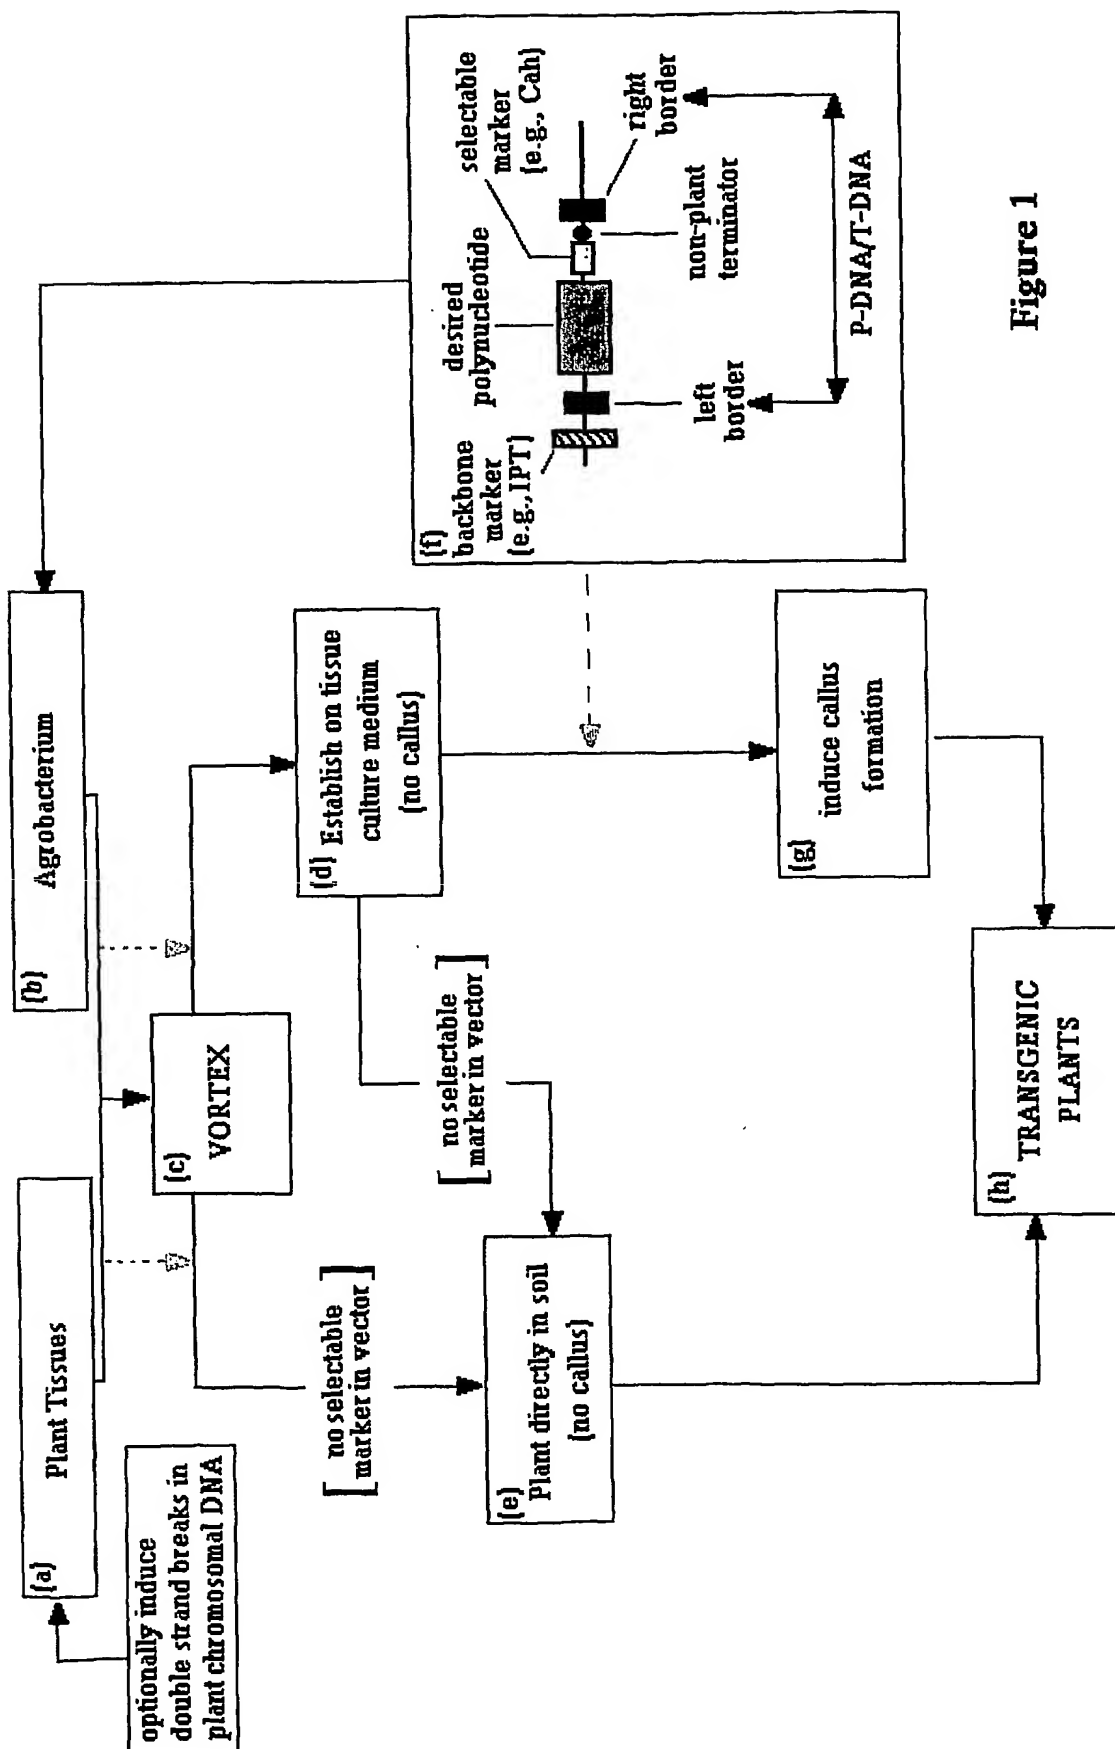 optionally induce
double strand breaks in
plant chromosomal DNA
(a)
Plant Tissues
(b)
Agrobacterium
(c)
VORTEX
[no selectable
marker in vector]
(d) Establish on tissue
culture medium
(no callus)
[no selectable
marker in vector]
(e)
Plant directly in soil
(no callus)
(f)
backbone
marker
(e.g., IPT)
desired
polynucleotide
selectable
marker
(e.g., Cah)
left
border
non-plant
terminator
right
border
P-DNA/T-DNA
(g)
induce callus
formation
(h)
TRANSGENIC
PLANTS
Figure 1